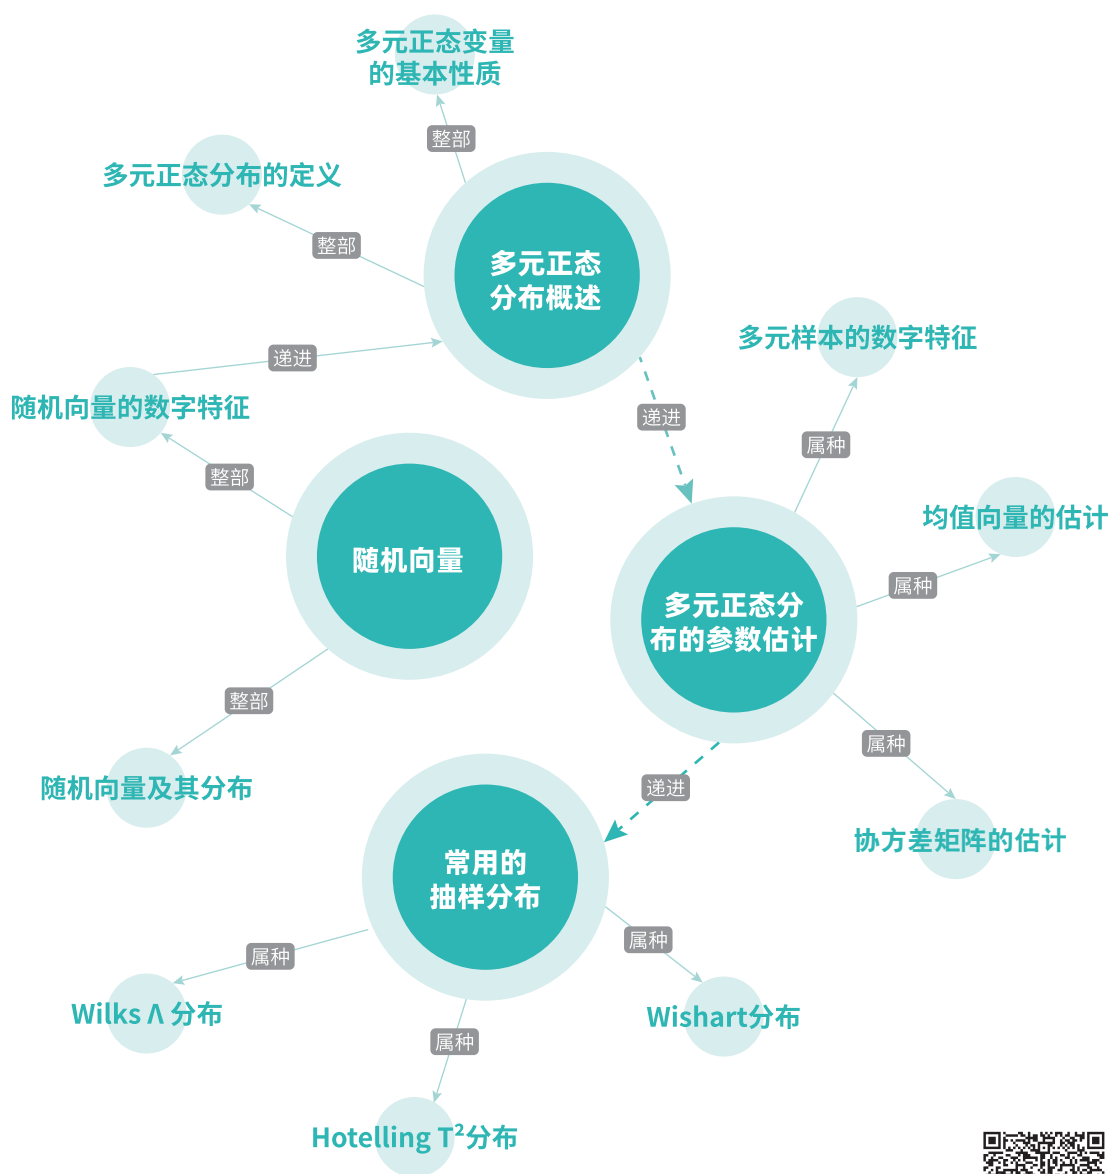 多元正态变量
的基本性质
整部
多元正态分布的定义
整部
多元正态
分布概述
递进
随机向量的数字特征
整部
递进
多元样本的数字特征
属种
随机向量
均值向量的估计
属种
多元正态分
布的参数估计
整部
随机向量及其分布
属种
协方差矩阵的估计
递进
常用的
抽样分布
属种
Wilks Λ 分布
属种
Wishart分布
属种
Hotelling T²分布